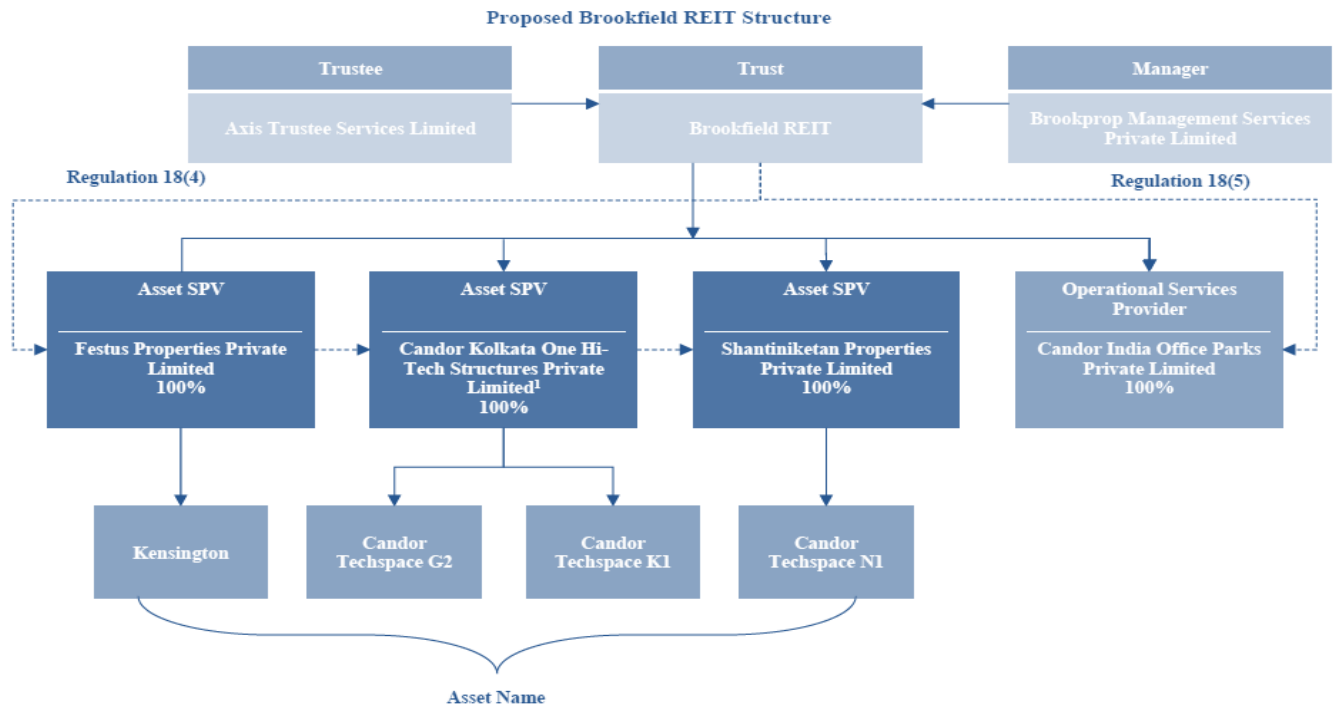 Proposed Brookfield REIT Structure
Trustee
Trust
Manager
Axis Trustee Services Limited
Brookfield REIT
Brookprop Management Services
Private Limited
Regulation 18(4)
Regulation 18(5)
Asset SPV
Festus Properties Private
Limited
100%
Asset SPV
Candor Kolkata One Hi-
Tech Structures Private
Limited¹
100%
Asset SPV
Shantiniketan Properties
Private Limited
100%
Operational Services
Provider
Candor India Office Parks
Private Limited
100%
Kensington
Candor
Techspace G2
Candor
Techspace K1
Candor
Techspace N1
Asset Name